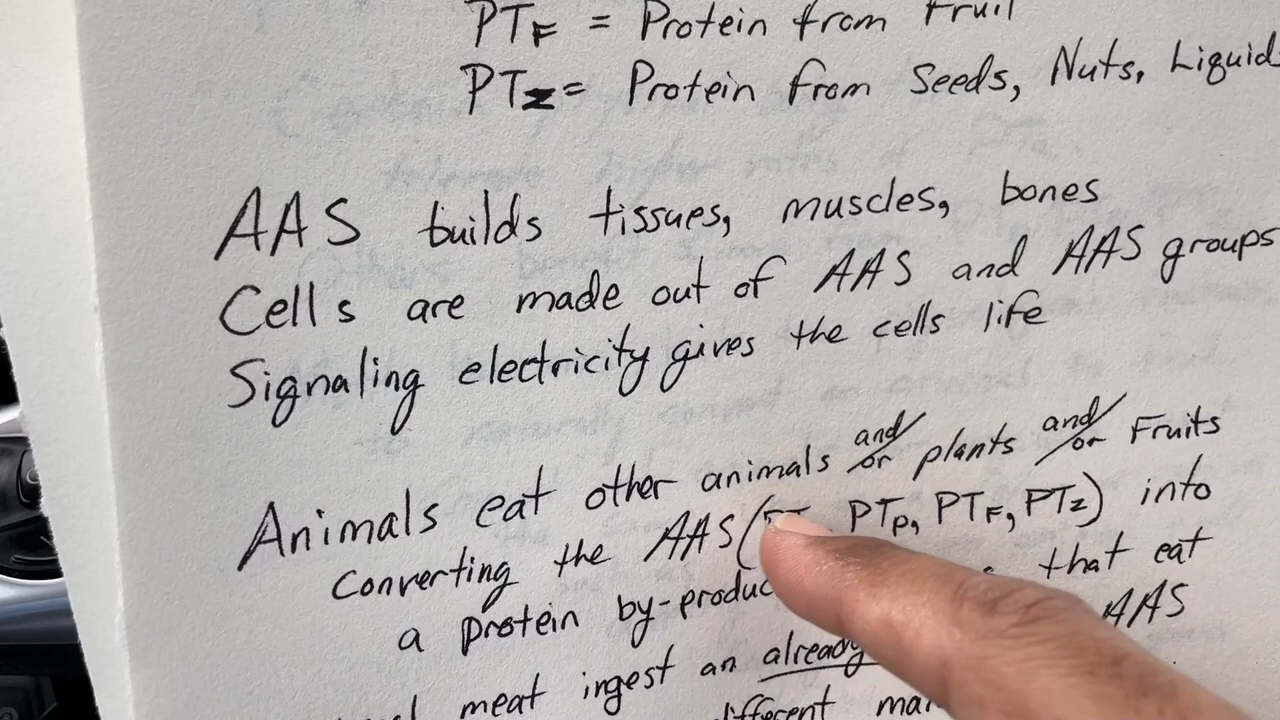 PTF = Protein from Fruit
PTz = Protein from Seeds, Nuts, Liquid
AAS builds tissues, muscles, bones
Cells are made out of AAS and AAS groups
Signaling electricity gives the cells life
Animals eat other animals and/or plants and/or Fruits
converting the AAS ( PTP, PTF, PTz) into
a protein by-produc that eat
meat ingest an already AAS
different